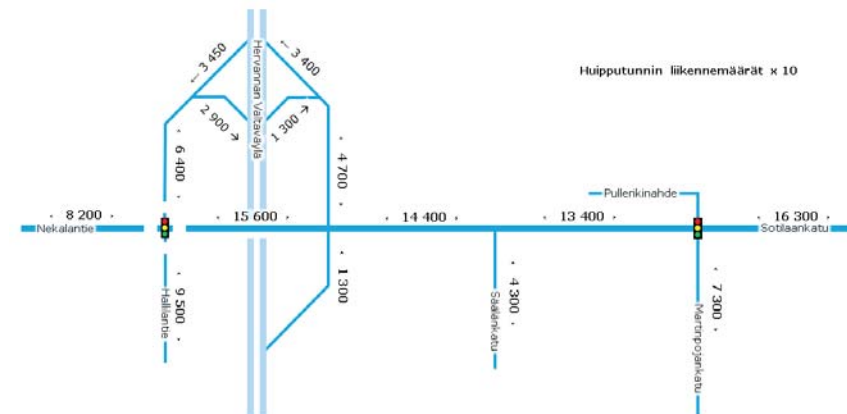 Huipputunnin liikennemäärät x 10
← 3 450
← 3 400
Hervannan Valtaväylä
2 900 →
1 300 →
6 400
4 700
Pullerikinahde
8 200
15 600
14 400
13 400
16 300
Nekalantie
Sotilaankatu
9 500
Hallilantie
1 300
4 300
Säälänkatu
7 300
Martinpojankatu